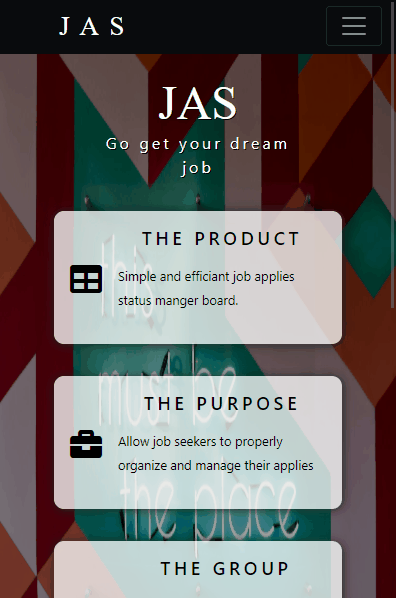 JAS
JAS
Go get your dream
job
THE PRODUCT
Simple and efficiant job applies
status manger board.
this
THE PURPOSE
must be
Allow job seekers to properly
organize and manage their applies
the place
THE GROUP